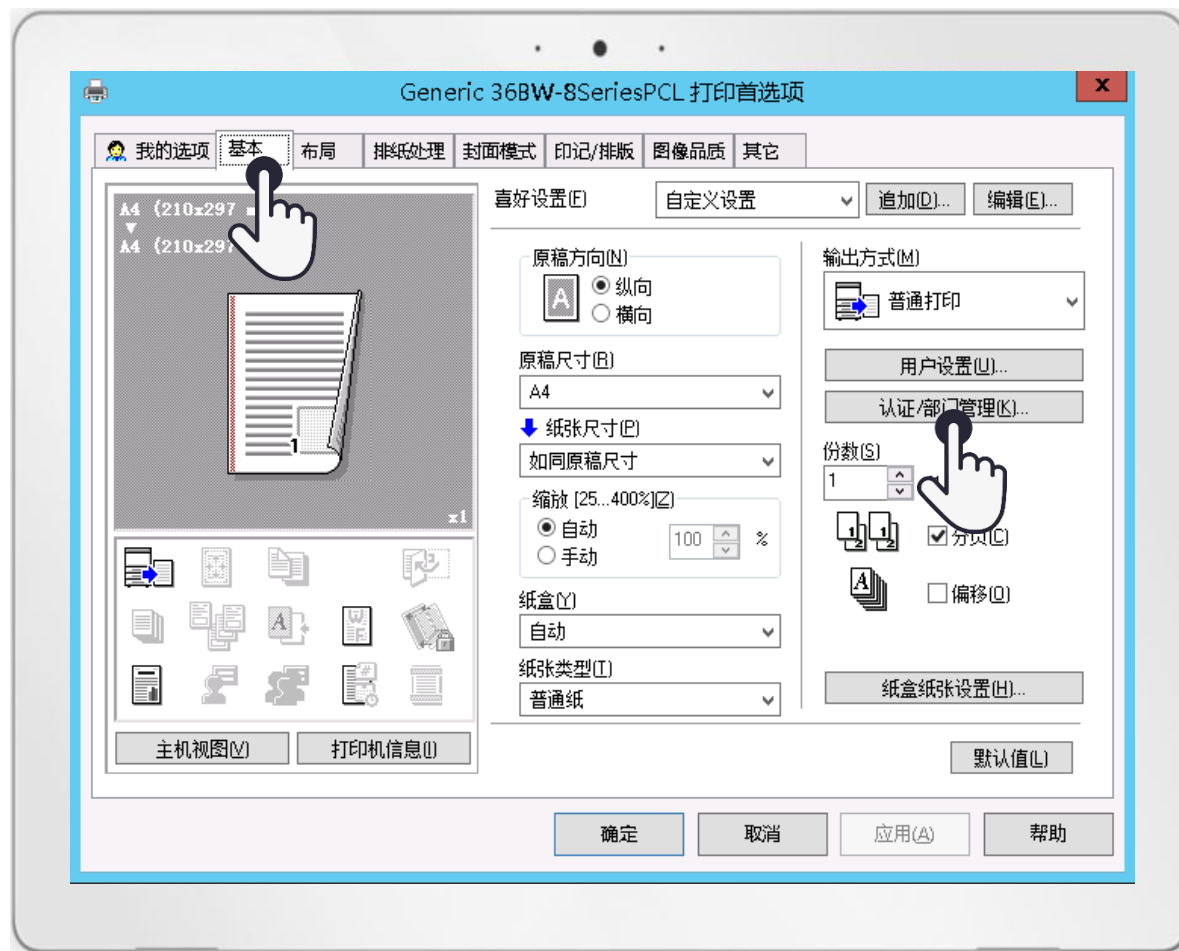 Generic 36BW-8SeriesPCL 打印首选项
x
我的选项 基本 布局 排纸处理 封面模式 印记/排版 图像品质 其它
A4 (210x297
A4 (210x297
1
x1
主机视图(V) 打印机信息(I)
喜好设置(E) 自定义设置 追加(D)... 编辑(E)...
原稿方向(N)
A
纵向
横向
原稿尺寸(R)
A4
纸张尺寸(P)
如同原稿尺寸
缩放 [25...400%](Z)
自动
手动
100 %
纸盒(Y)
自动
纸张类型(T)
普通纸
输出方式(M)
普通打印
用户设置(U)...
认证/部门管理(K)...
份数(S)
1
1 2 1 2 分页(C)
A 偏移(O)
纸盒纸张设置(H)...
默认值(L)
确定 取消 应用(A) 帮助